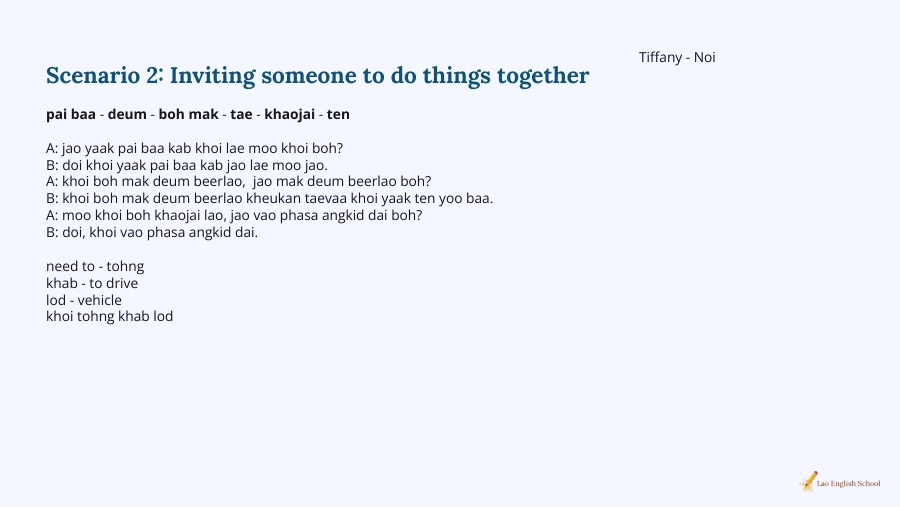 Tiffany - Noi
Scenario 2: Inviting someone to do things together
pai baa - deum - boh mak - tae - khaojai - ten
A: jao yaak pai baa kab khoi lae moo khoi boh?
B: doi khoi yaak pai baa kab jao lae moo jao.
A: khoi boh mak deum beerlao,  jao mak deum beerlao boh?
B: khoi boh mak deum beerlao kheukan taevaa khoi yaak ten yoo baa.
A: moo khoi boh khaojai lao, jao vao phasa angkid dai boh?
B: doi, khoi vao phasa angkid dai.
need to - tohng
khab - to drive
lod - vehicle
khoi tohng khab lod
Lao English School